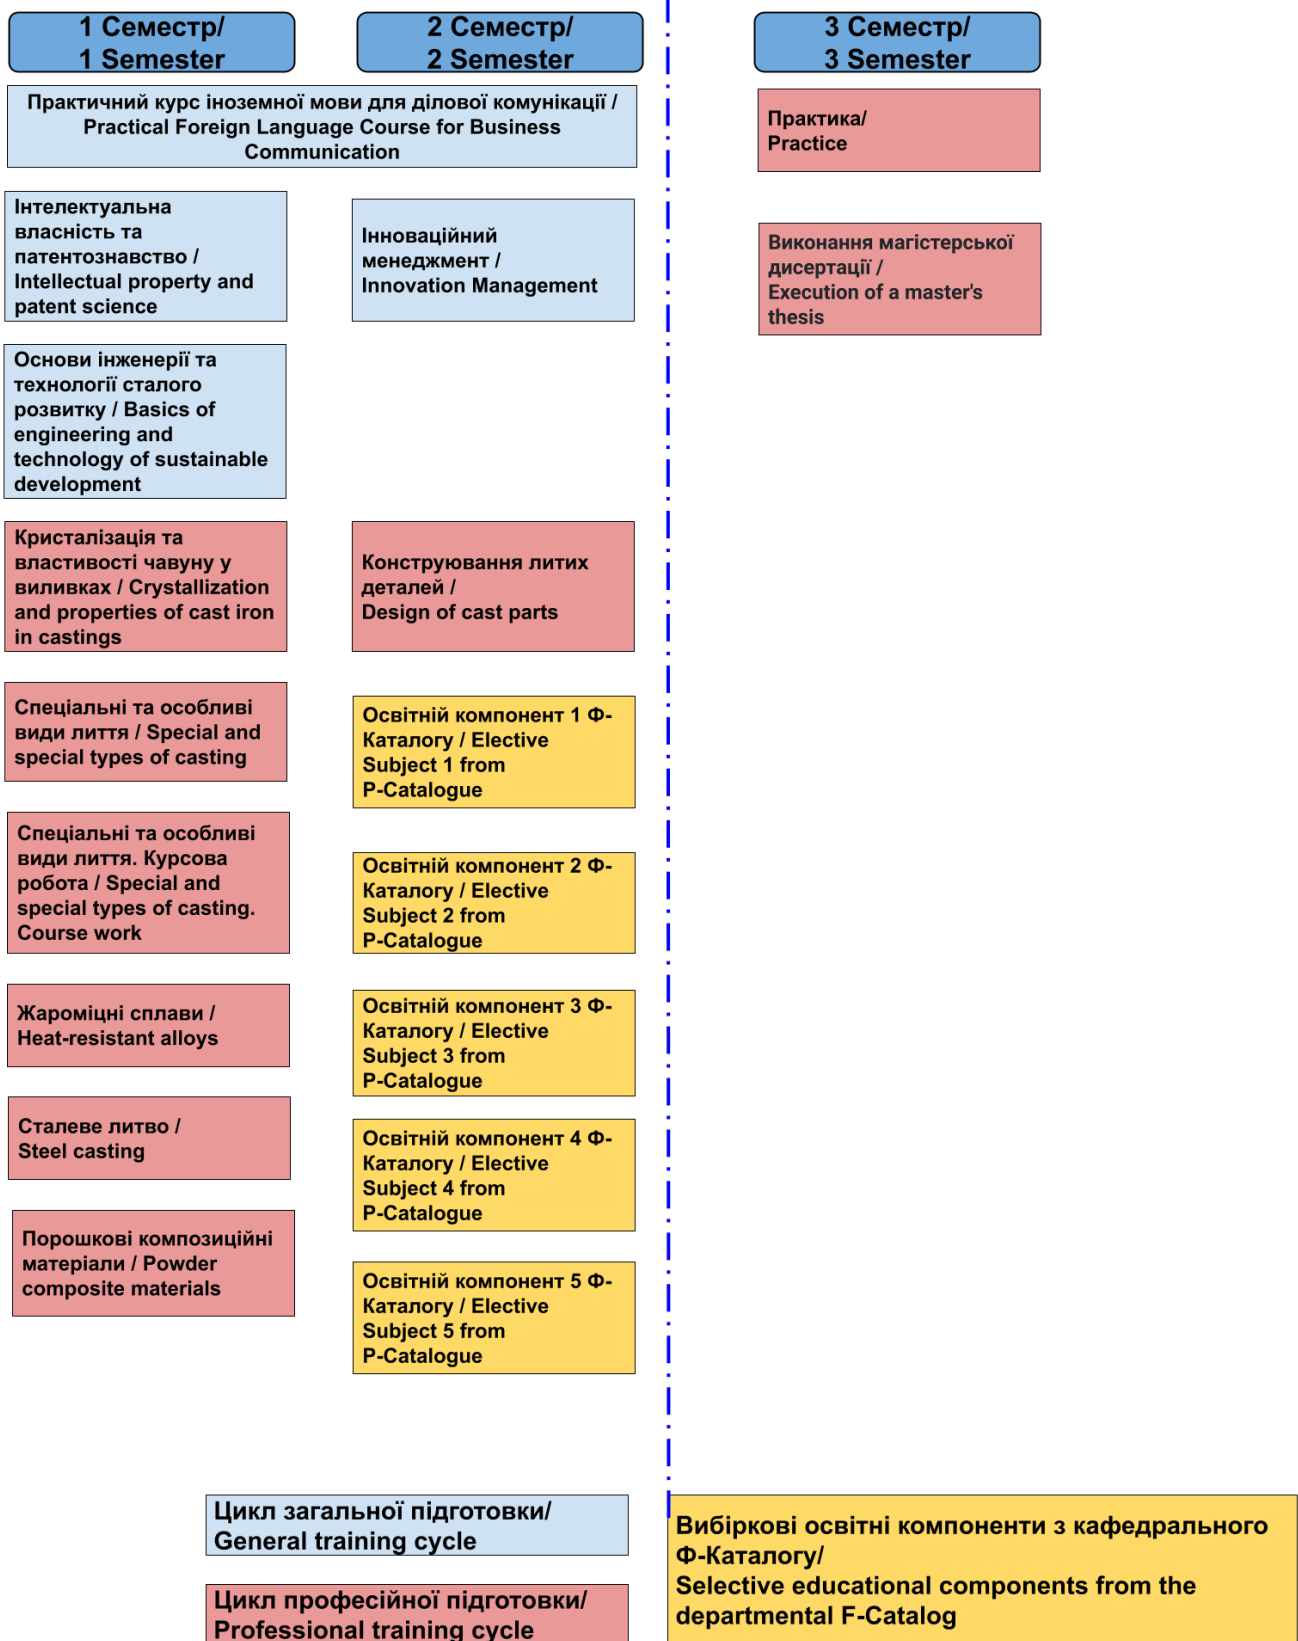 1 Семестр/
1 Semester
2 Семестр/
2 Semester
3 Семестр/
3 Semester
Практичний курс іноземної мови для ділової комунікації /
Practical Foreign Language Course for Business
Communication
Практика/
Practice
Інтелектуальна
власність та
патентознавство /
Intellectual property and
patent science
Інноваційний
менеджмент /
Innovation Management
Виконання магістерської
дисертації /
Execution of a master's
thesis
Основи інженерії та
технології сталого
розвитку / Basics of
engineering and
technology of sustainable
development
Кристалізація та
властивості чавуну у
виливках / Crystallization
and properties of cast iron
in castings
Конструювання литих
деталей /
Design of cast parts
Спеціальні та особливі
види лиття / Special and
special types of casting
Освітній компонент 1 Ф-
Каталогу / Elective
Subject 1 from
P-Catalogue
Спеціальні та особливі
види лиття. Курсова
робота / Special and
special types of casting.
Course work
Освітній компонент 2 Ф-
Каталогу / Elective
Subject 2 from
P-Catalogue
Жароміцні сплави /
Heat-resistant alloys
Освітній компонент 3 Ф-
Каталогу / Elective
Subject 3 from
P-Catalogue
Сталеве литво /
Steel casting
Освітній компонент 4 Ф-
Каталогу / Elective
Subject 4 from
P-Catalogue
Порошкові композиційні
матеріали / Powder
composite materials
Освітній компонент 5 Ф-
Каталогу / Elective
Subject 5 from
P-Catalogue
Цикл загальної підготовки/
General training cycle
Вибіркові освітні компоненти з кафедрального
Ф-Каталогу/
Selective educational components from the
departmental F-Catalog
Цикл професійної підготовки/
Professional training cycle